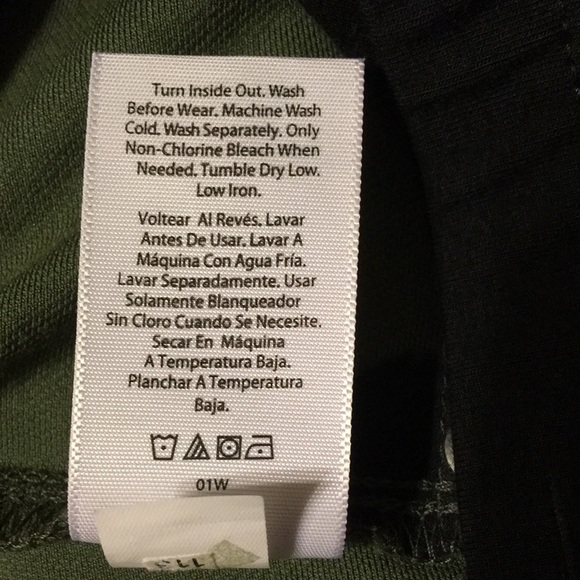 Turn Inside Out. Wash
Before Wear. Machine Wash
Cold. Wash Separately. Only
Non-Chlorine Bleach When
Needed. Tumble Dry Low.
Low Iron.
Voltear Al Revés. Lavar
Antes De Usar. Lavar A
Máquina Con Agua Fría.
Lavar Separadamente. Usar
Solamente Blanqueador
Sin Cloro Cuando Se Necesite.
Secar En Máquina
A Temperatura Baja.
Planchar A Temperatura
Baja.
01W